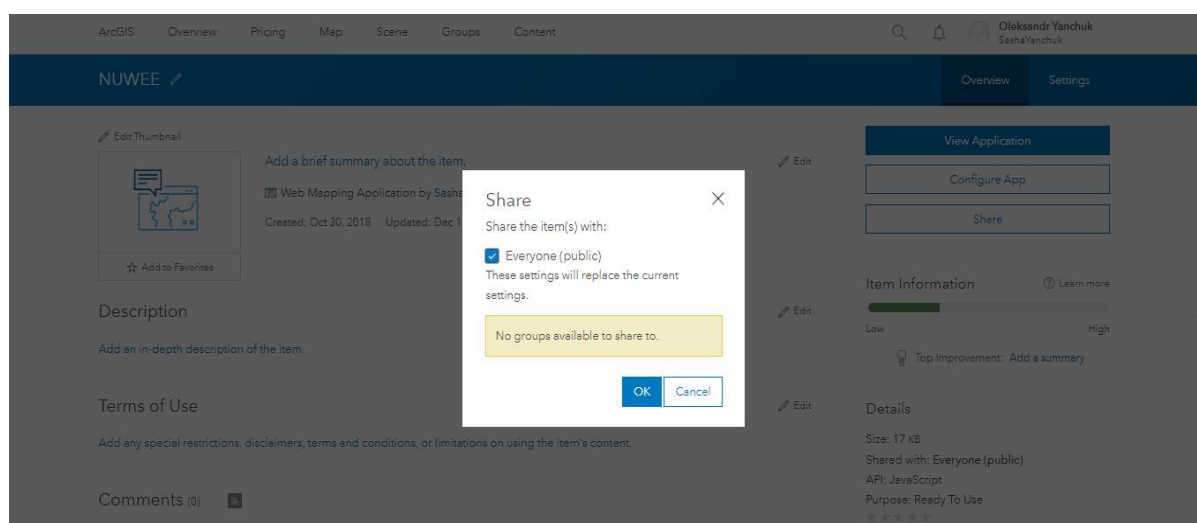 ArcGIS Overview Pricing Map Scene Groups Content
Oleksandr Yanchuk
SashaYanchuk
NUWEE
Overview Settings
Edit Thumbnail
Add a brief summary about the item.
Edit
Web Mapping Application by Sasha
Created: Oct 30, 2018 Updated: Dec 1
Add to Favorites
View Application
Configure App
Share
Share
Share the item(s) with:
Everyone (public)
These settings will replace the current
settings.
No groups available to share to.
OK Cancel
Item Information Learn more
Low High
Top Improvement: Add a summary
Description
Edit
Add an in-depth description of the item.
Terms of Use
Edit
Add any special restrictions, disclaimers, terms and conditions, or limitations on using the item's content.
Comments (0)
Details
Size: 17 KB
Shared with: Everyone (public)
API: JavaScript
Purpose: Ready To Use